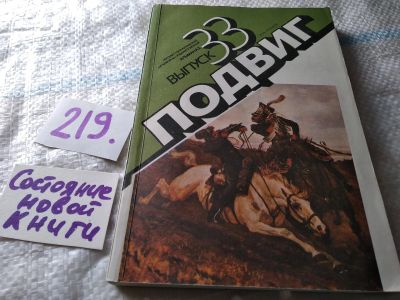 219.
Состояние
новой
книги
33
ВЫПУСК
ПОДВИГ